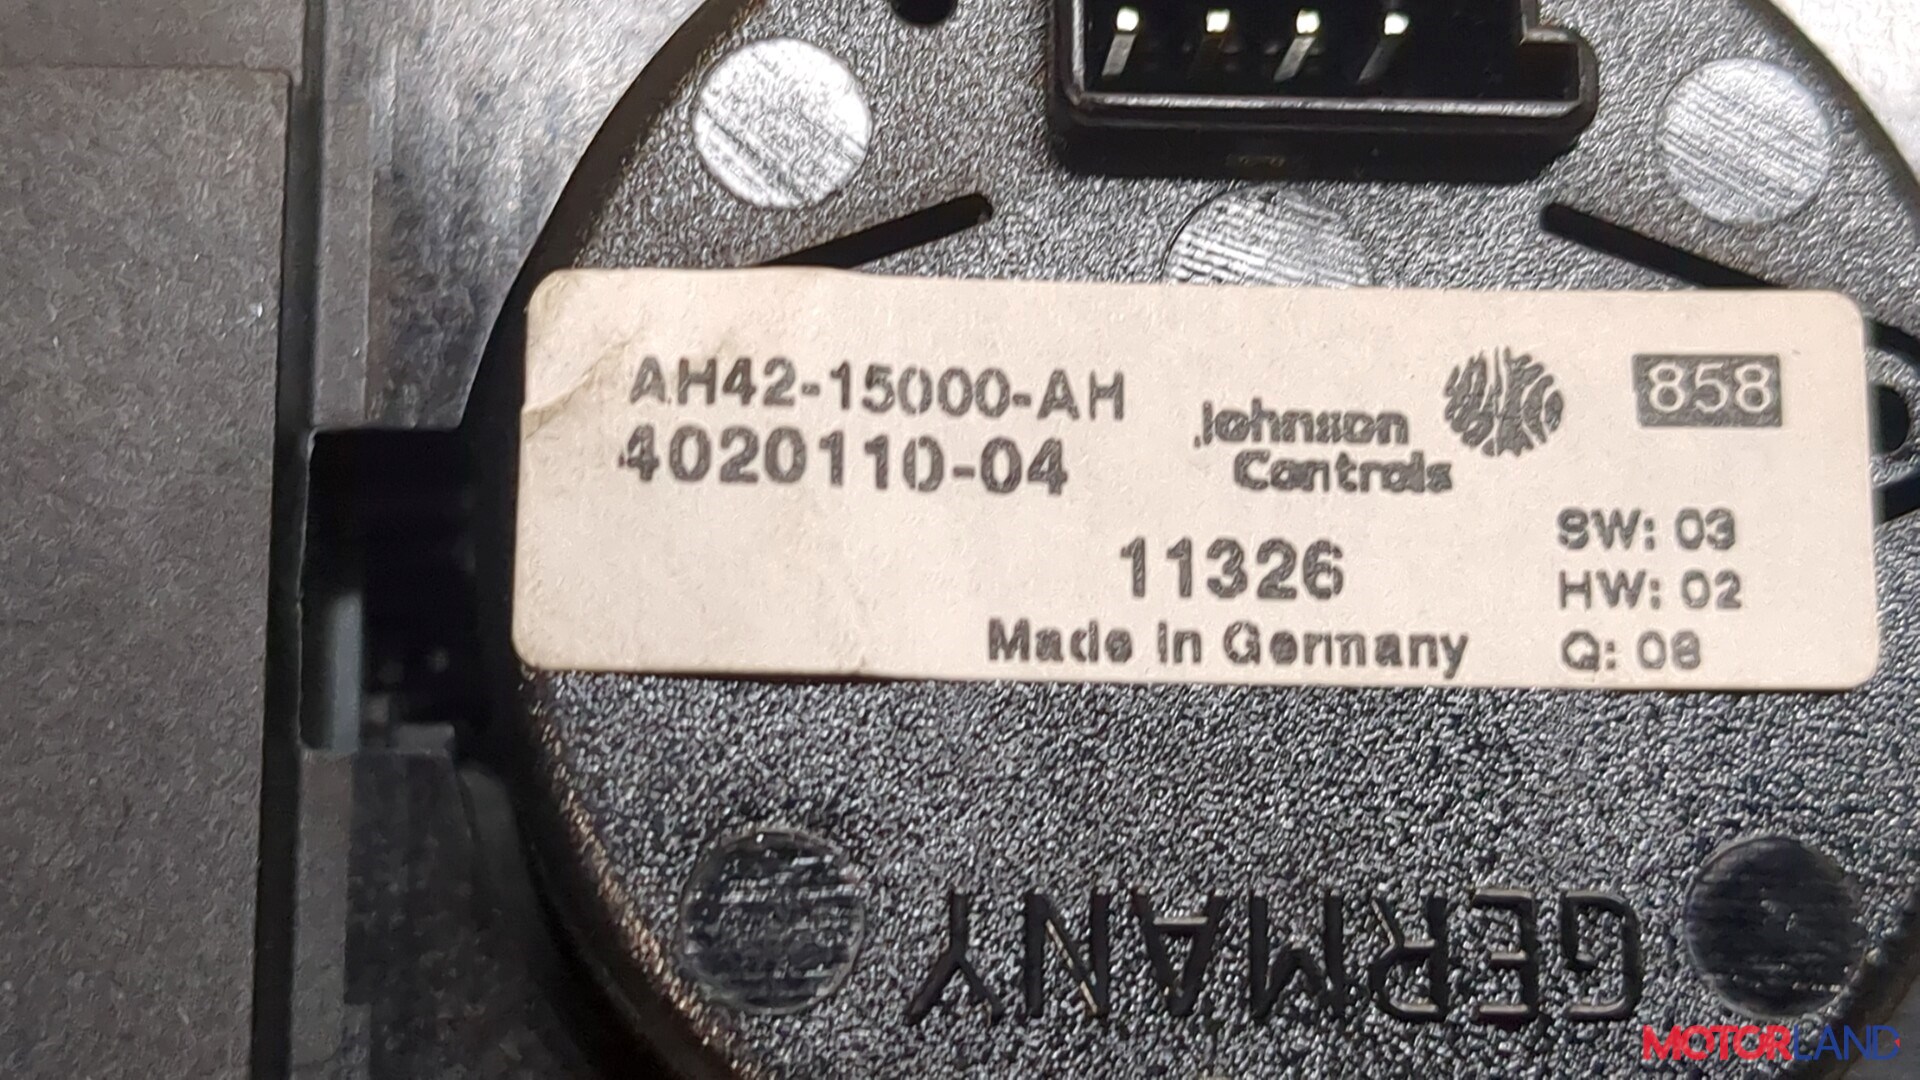 AH42-15000-AH
4020110-04
Johnson
Controls
858
11326
Made in Germany
SW: 03
HW: 02
Q: 08
GERMANY
MOTORLAND